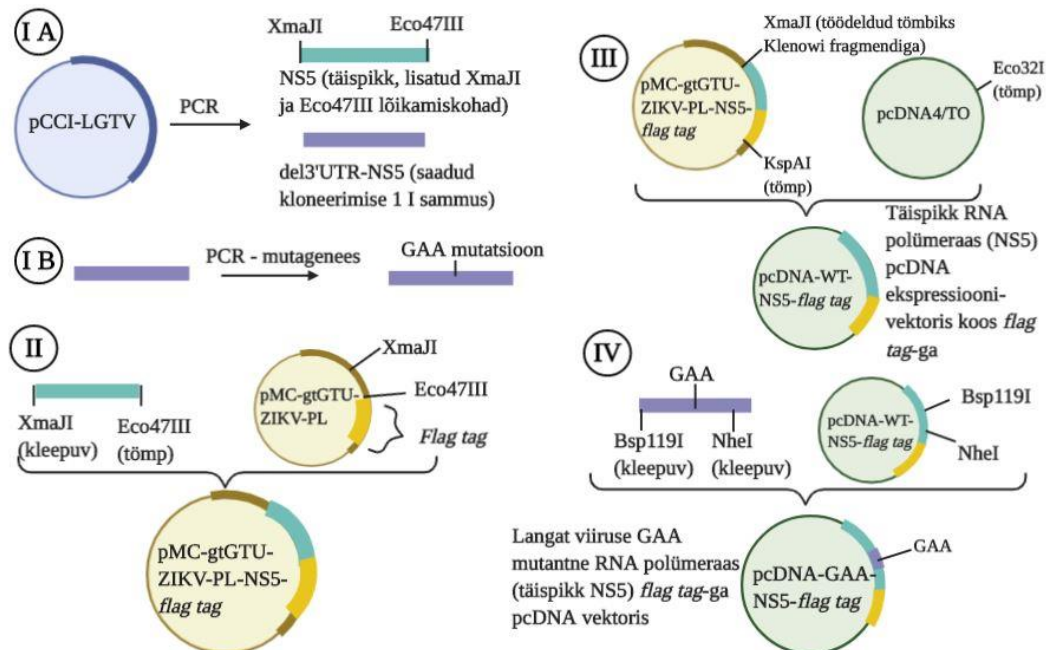 I A
XmaJI
Eco47III
pCCI-LGTV
PCR
NS5 (täispikk, lisatud XmaJI
ja Eco47III lõikamiskohad)
del3'UTR-NS5 (saadud
kloneerimise 1 I sammus)
I B
PCR - mutagenees
GAA mutatsioon
II
XmaJI
(kleepuv)
Eco47III
(tömp)
pMC-gtGTU-
ZIKV-PL
XmaJI
Eco47III
Flag tag
pMC-gtGTU-
ZIKV-PL-NS5-
flag tag
III
XmaJI (töödeldud tömbiks
Klenowi fragmendiga)
pMC-gtGTU-
ZIKV-PL-NS5-
flag tag
KspAI
(tömp)
Eco32I
(tömp)
pcDNA4/TO
pcDNA-WT-
NS5-flag tag
Täispikk RNA
polümeraas (NS5)
pcDNA
ekspressiooni-
vektoris koos flag
tag-ga
IV
GAA
Bsp119I
(kleepuv)
NheI
(kleepuv)
pcDNA-WT-
NS5-flag tag
Bsp119I
NheI
Langat viiruse GAA
mutantne RNA polümeraas
(täispikk NS5) flag tag-ga
pcDNA vektoris
pcDNA-GAA-
NS5-flag tag
GAA